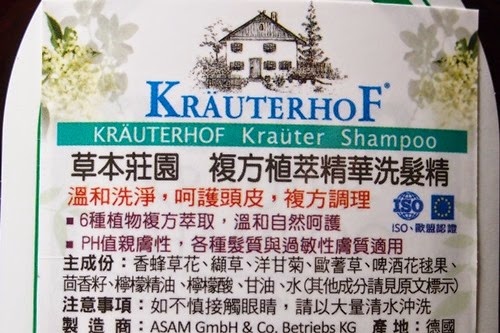 KRÄUTERHOF®
KRÄUTERHOF Kraüter Shampoo
草本莊園 複方植萃精華洗髮精
溫和洗淨，呵護頭皮，複方調理
■ 6種植物複方萃取，溫和自然呵護
■ PH值親膚性，各種髮質與過敏性膚質適用
ISO
ISO、歐盟認證
主成份：香蜂草花、纈草、洋甘菊、歐蓍草、啤酒花毬果、
茴香籽、檸檬精油、檸檬酸、甘油、水(其他成分請見原文標示)
注意事項：如不慎接觸眼睛，請以大量清水沖洗
製造商：ASAM GmbH & Co. Betriebs KG 產地：德國